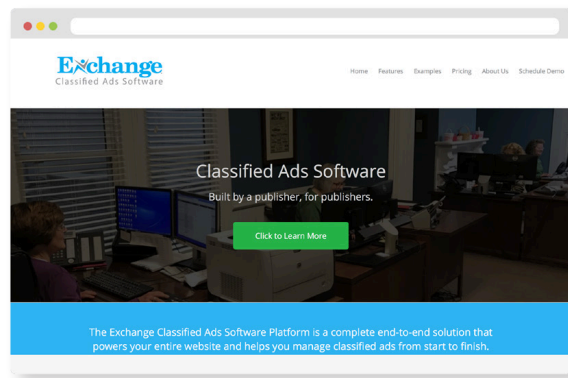 Exchange
Classified Ads Software
Home Features Examples Pricing About Us Schedule Demo
Classified Ads Software
Built by a publisher, for publishers.
Click to Learn More
The Exchange Classified Ads Software Platform is a complete end-to-end solution that
powers your entire website and helps you manage classified ads from start to finish.